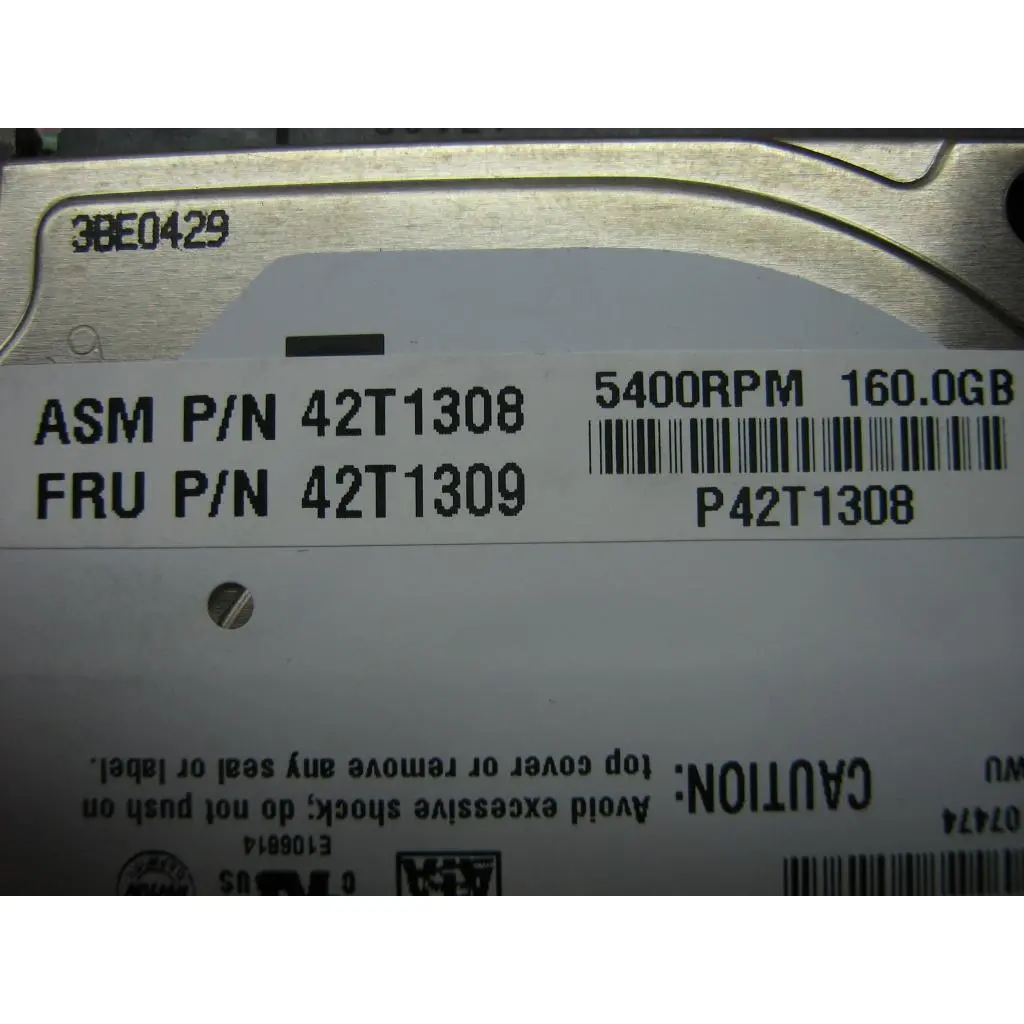 3BE0429
ASM P/N 42T1308
FRU P/N 42T1309
5400RPM 160.0GB
P42T1308
CAUTION:
Avoid excessive shock; do not push on
top cover or remove any seal or label.
07474
E106814
c US